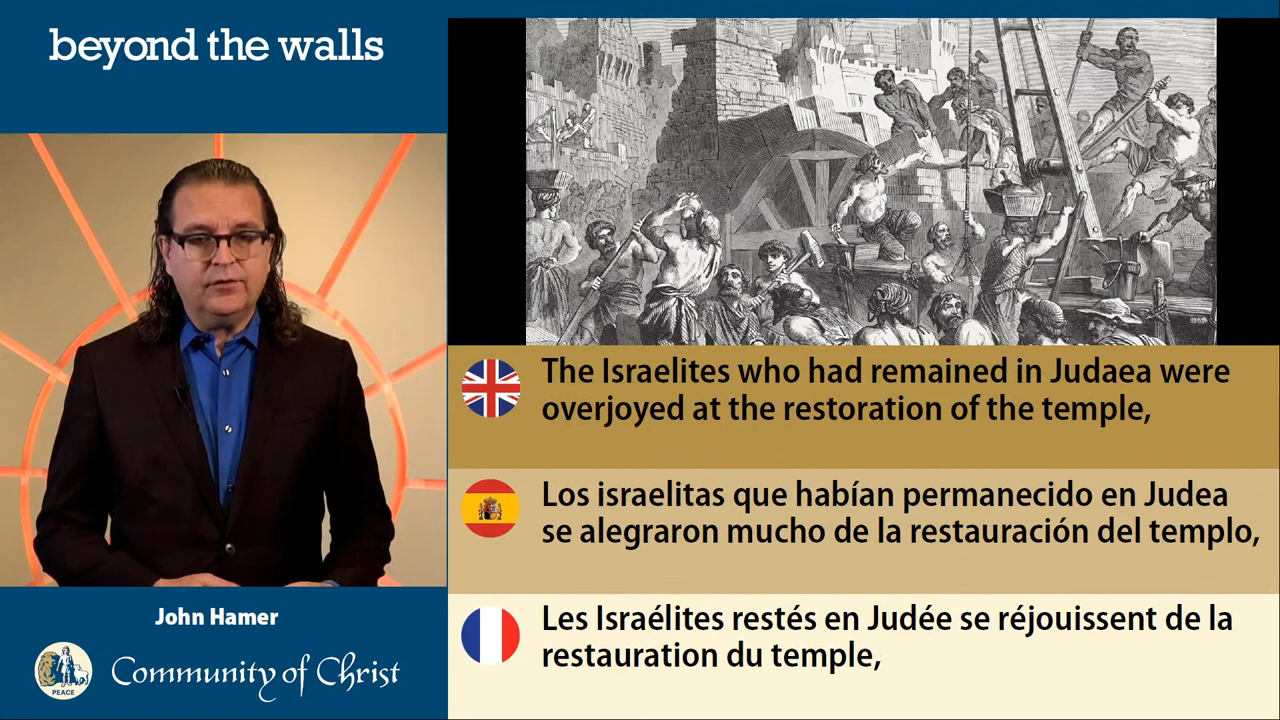 beyond the walls
The Israelites who had remained in Judaea were
overjoyed at the restoration of the temple,
Los israelitas que habían permanecido en Judea
se alegraron mucho de la restauración del templo,
Les Israélites restés en Judée se réjouissent de la
restauration du temple,
John Hamer
PEACE
Community of Christ